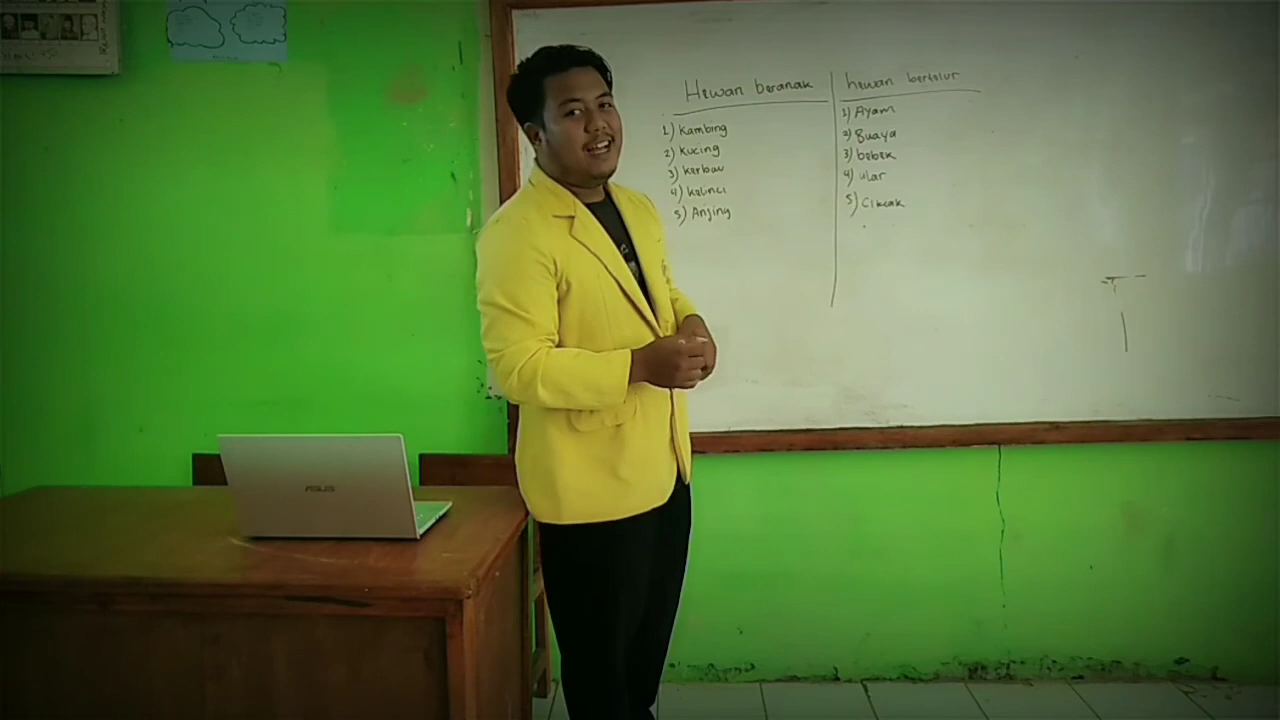 Hewan beranak
1) Kambing
2) Kucing
3) Kerbau
4) Kelinci
5) Anjing
hewan bertelur
1) Ayam
2) Buaya
3) bebek
4) ular
5) Cikcak
ASUS